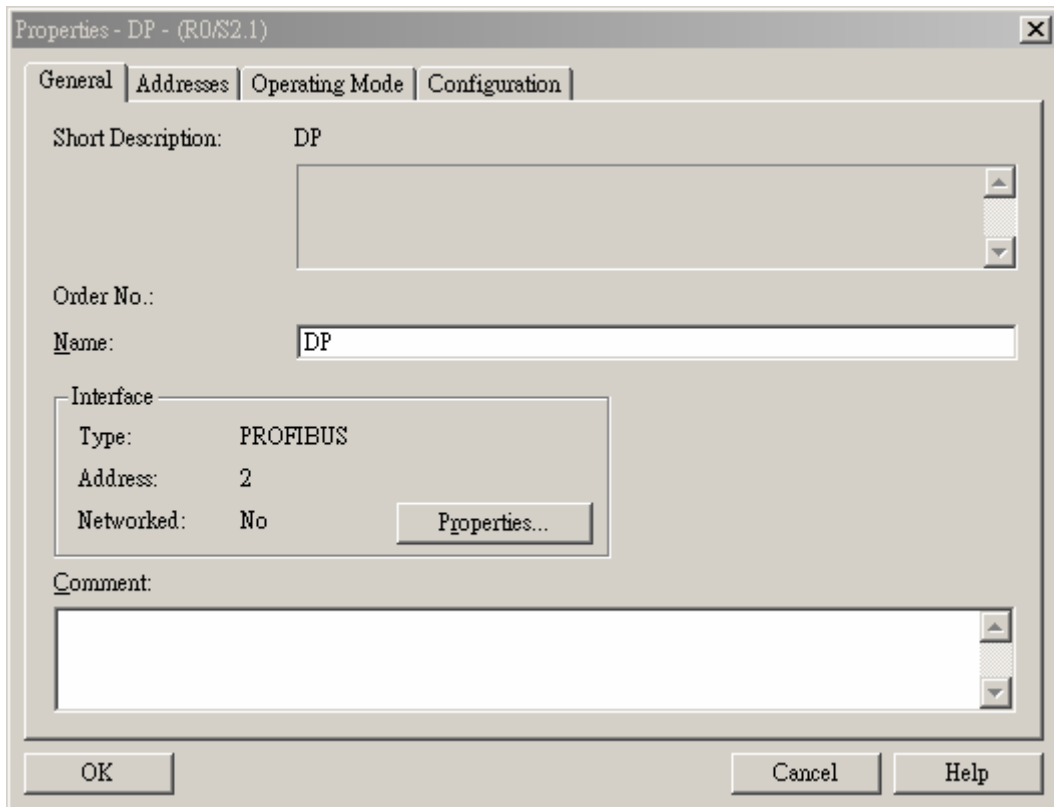 Properties - DP - (R0/S2.1)
General Addresses Operating Mode Configuration
Short Description: DP
Order No.:
Name: DP
Interface
Type: PROFIBUS
Address: 2
Networked: No Properties...
Comment:
OK Cancel Help